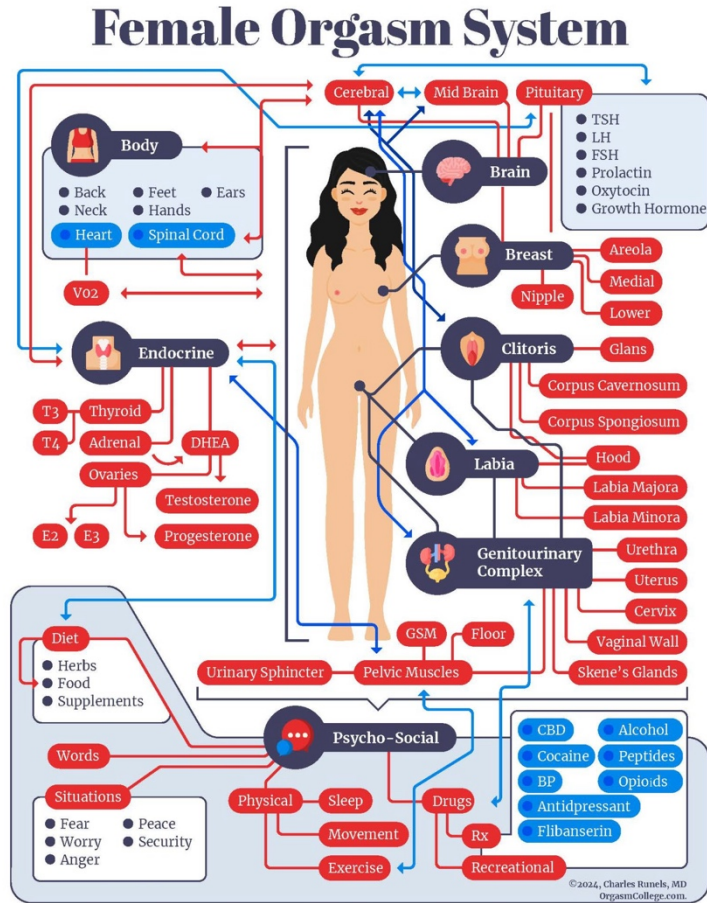 Female Orgasm System
Cerebral
Mid Brain
Pituitary
TSH
LH
FSH
Prolactin
Oxytocin
Growth Hormone
Body
Back
Feet
Ears
Neck
Hands
Heart
Spinal Cord
V02
Brain
Breast
Areola
Medial
Lower
Nipple
Endocrine
T3
Thyroid
T4
Adrenal
DHEA
Ovaries
Testosterone
E2
E3
Progesterone
Clitoris
Glans
Corpus Cavernosum
Corpus Spongiosum
Hood
Labia
Labia Majora
Labia Minora
Genitourinary
Complex
Urethra
Uterus
Cervix
Vaginal Wall
Skene's Glands
GSM
Floor
Urinary Sphincter
Pelvic Muscles
Diet
Herbs
Food
Supplements
Psycho-Social
Words
Situations
Fear
Peace
Worry
Security
Anger
Physical
Sleep
Movement
Exercise
Drugs
Rx
Recreational
CBD
Alcohol
Cocaine
Peptides
BP
Opioids
Antidpressant
Flibanserin
©2024, Charles Runels, MD
OrgasmCollege.com.